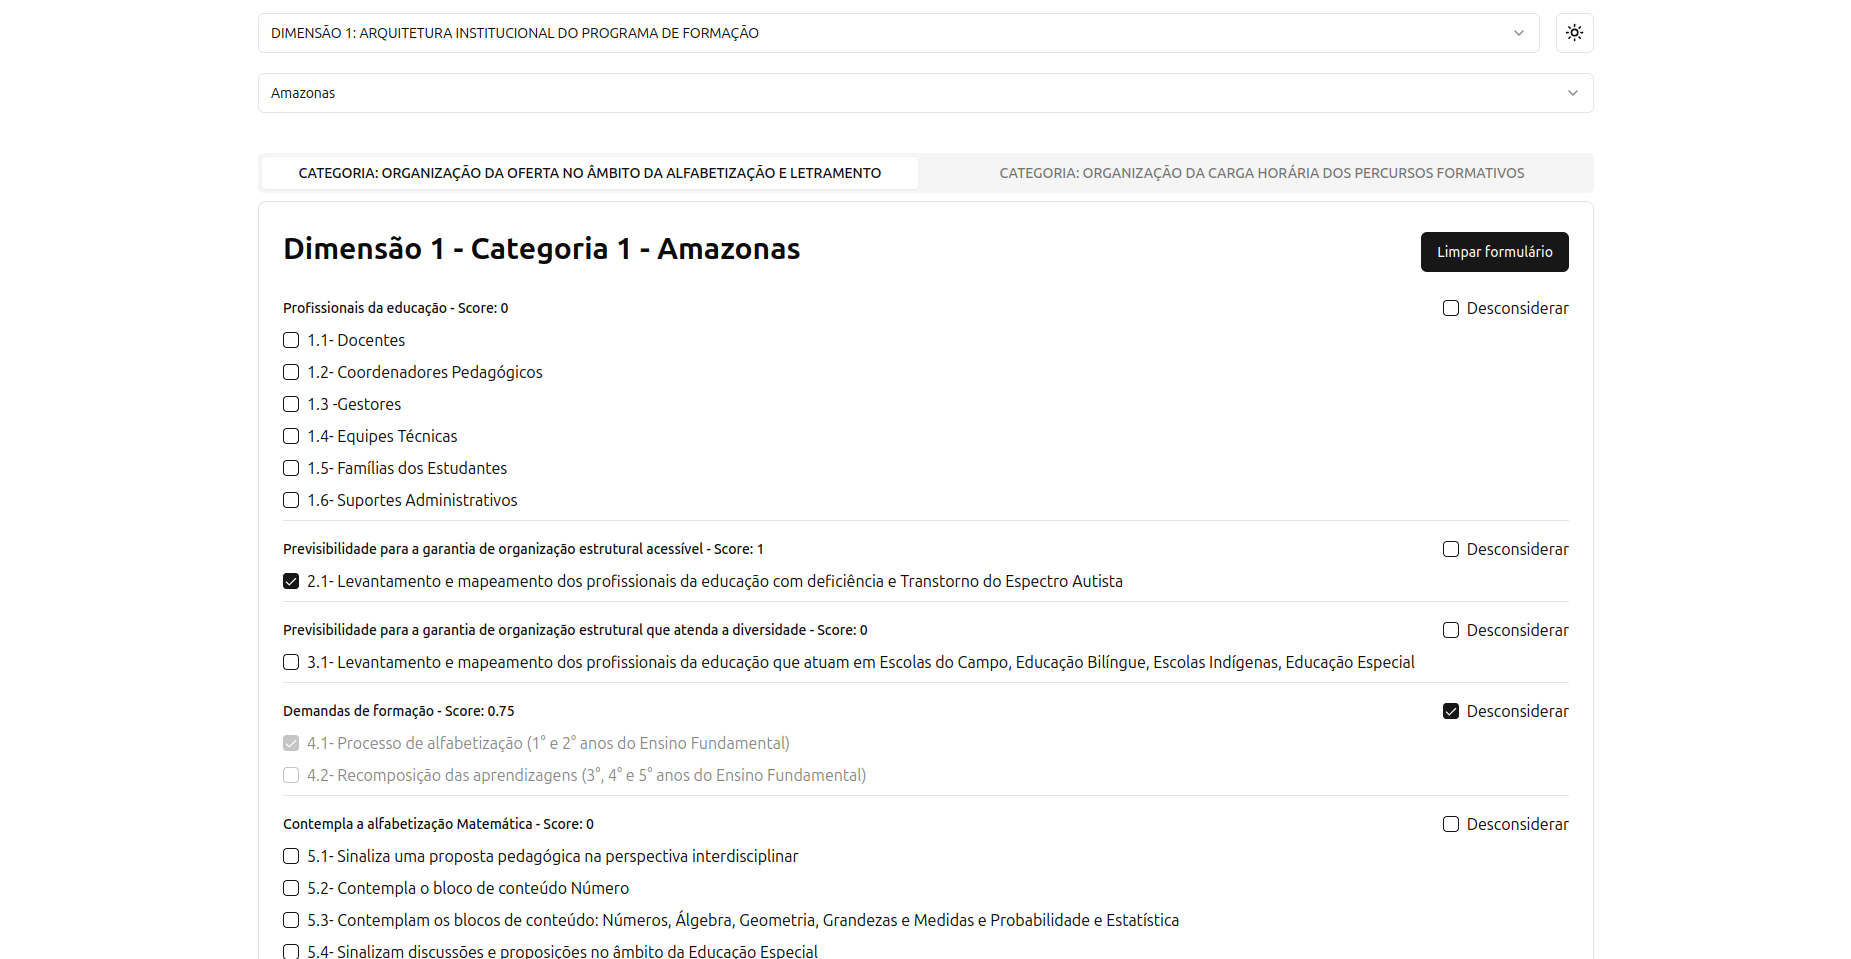 DIMENSÃO 1: ARQUITETURA INSTITUCIONAL DO PROGRAMA DE FORMAÇÃO
Amazonas
CATEGORIA: ORGANIZAÇÃO DA OFERTA NO ÂMBITO DA ALFABETIZAÇÃO E LETRAMENTO
CATEGORIA: ORGANIZAÇÃO DA CARGA HORÁRIA DOS PERCURSOS FORMATIVOS
Dimensão 1 - Categoria 1 - Amazonas
Limpar formulário
Profissionais da educação - Score: 0
Desconsiderar
1.1- Docentes
1.2- Coordenadores Pedagógicos
1.3 -Gestores
1.4- Equipes Técnicas
1.5- Famílias dos Estudantes
1.6- Suportes Administrativos
Previsibilidade para a garantia de organização estrutural acessível - Score: 1
Desconsiderar
2.1- Levantamento e mapeamento dos profissionais da educação com deficiência e Transtorno do Espectro Autista
Previsibilidade para a garantia de organização estrutural que atenda a diversidade - Score: 0
Desconsiderar
3.1- Levantamento e mapeamento dos profissionais da educação que atuam em Escolas do Campo, Educação Bilíngue, Escolas Indígenas, Educação Especial
Demandas de formação - Score: 0.75
Desconsiderar
4.1- Processo de alfabetização (1° e 2° anos do Ensino Fundamental)
4.2- Recomposição das aprendizagens (3°, 4° e 5° anos do Ensino Fundamental)
Contempla a alfabetização Matemática - Score: 0
Desconsiderar
5.1- Sinaliza uma proposta pedagógica na perspectiva interdisciplinar
5.2- Contempla o bloco de conteúdo Número
5.3- Contemplam os blocos de conteúdo: Números, Álgebra, Geometria, Grandezas e Medidas e Probabilidade e Estatística
5.4- Sinalizam discussões e proposições no âmbito da Educação Especial